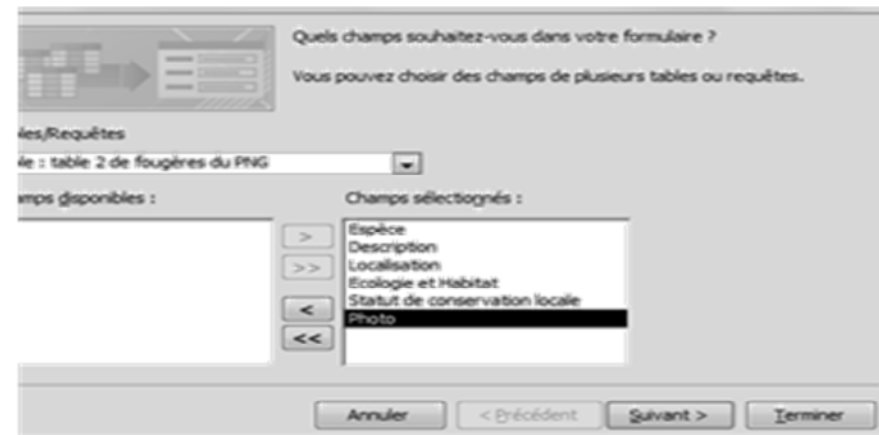 Quels champs souhaitez-vous dans votre formulaire ?
Vous pouvez choisir des champs de plusieurs tables ou requêtes.
les/Requêtes
le : table 2 de fougères du PNG
mps disponibles :
Champs sélectionnés :
>
>>
<
<<
Espèce
Description
Localisation
Ecologie et Habitat
Statut de conservation locale
Photo
Annuler
< Précédent
Suivant >
Terminer